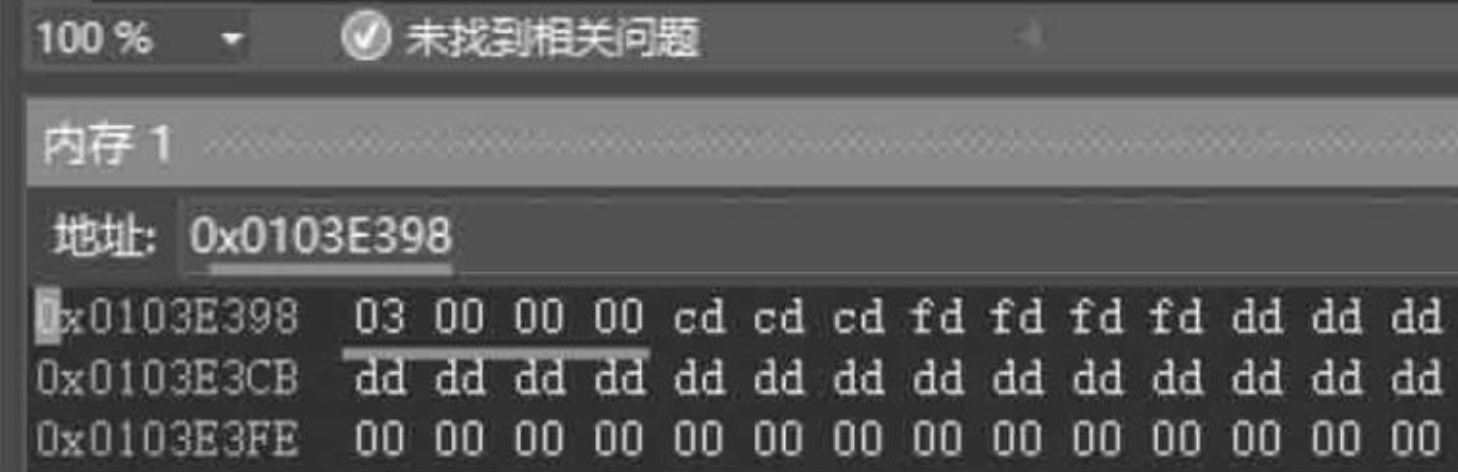 100 % 未找到相关问题
内存 1
地址: 0x0103E398
0x0103E398 03 00 00 00 cd cd cd fd fd fd fd dd dd dd
0x0103E3CB dd dd dd dd dd dd dd dd dd dd dd dd dd dd
0x0103E3FE 00 00 00 00 00 00 00 00 00 00 00 00 00 00